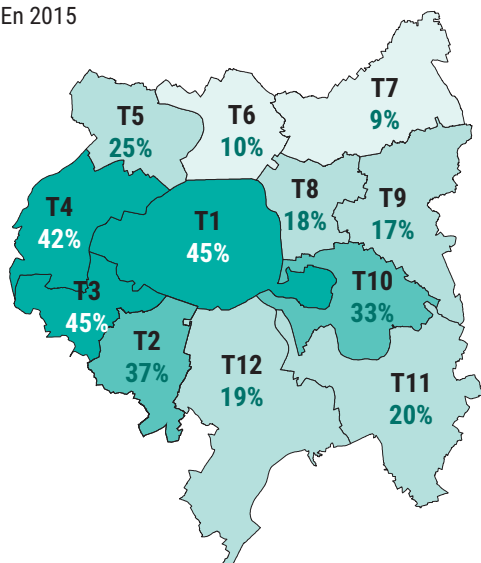 En 2015
T7
9%
T6
10%
T5
25%
T8
18%
T9
17%
T4
42%
T1
45%
T10
33%
T3
45%
T2
37%
T12
19%
T11
20%